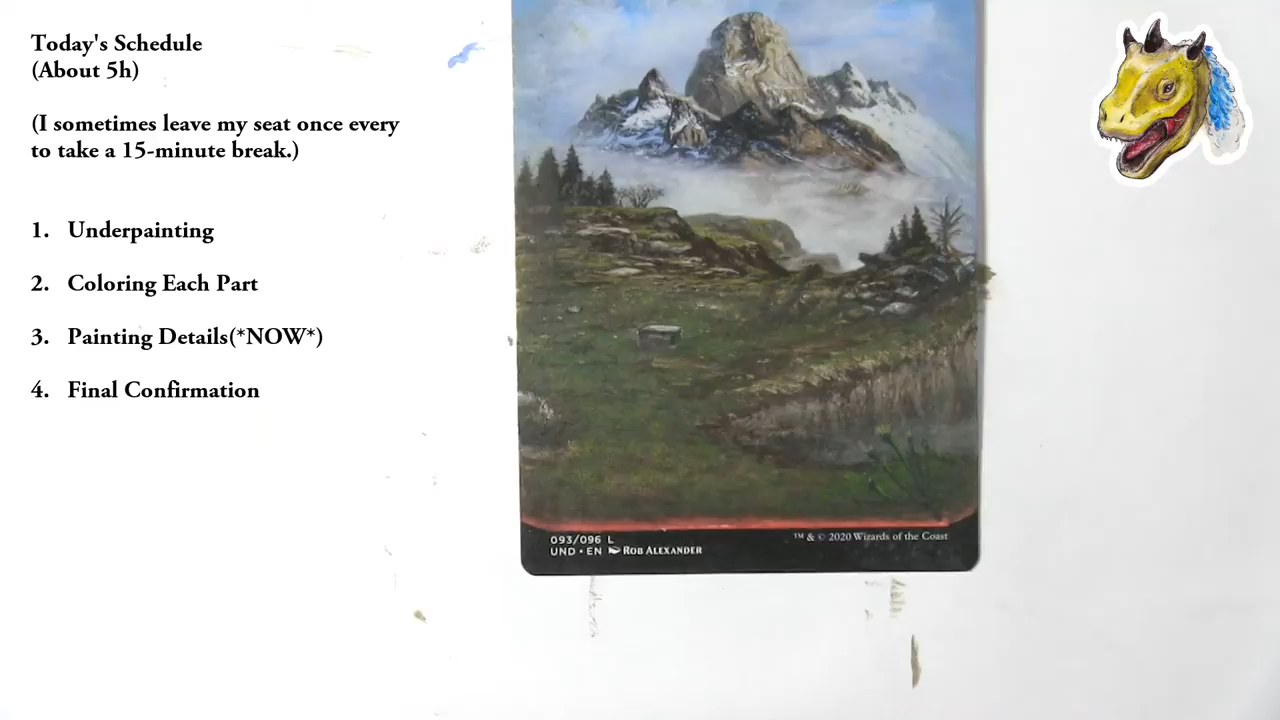 Today's Schedule
(About 5h)
(I sometimes leave my seat once every
to take a 15-minute break.)
1. Underpainting
2. Coloring Each Part
3. Painting Details(*NOW*)
4. Final Confirmation
093/096 L
UND • EN Rob Alexander
™ & © 2020 Wizards of the Coast